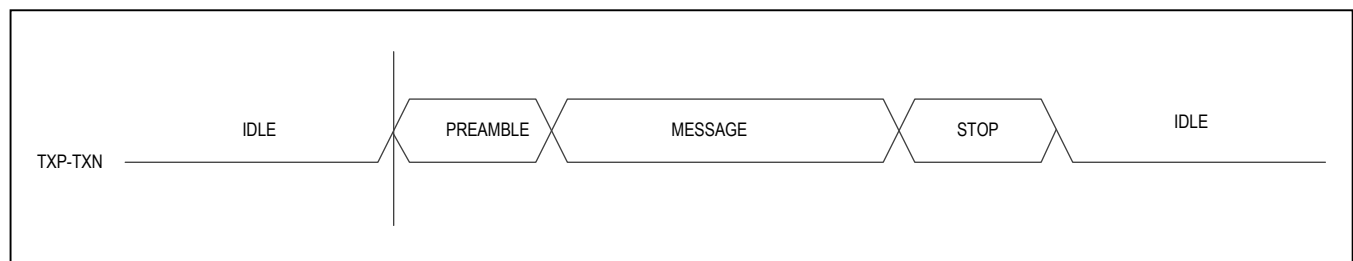 IDLE
PREAMBLE
MESSAGE
STOP
IDLE
TXP-TXN